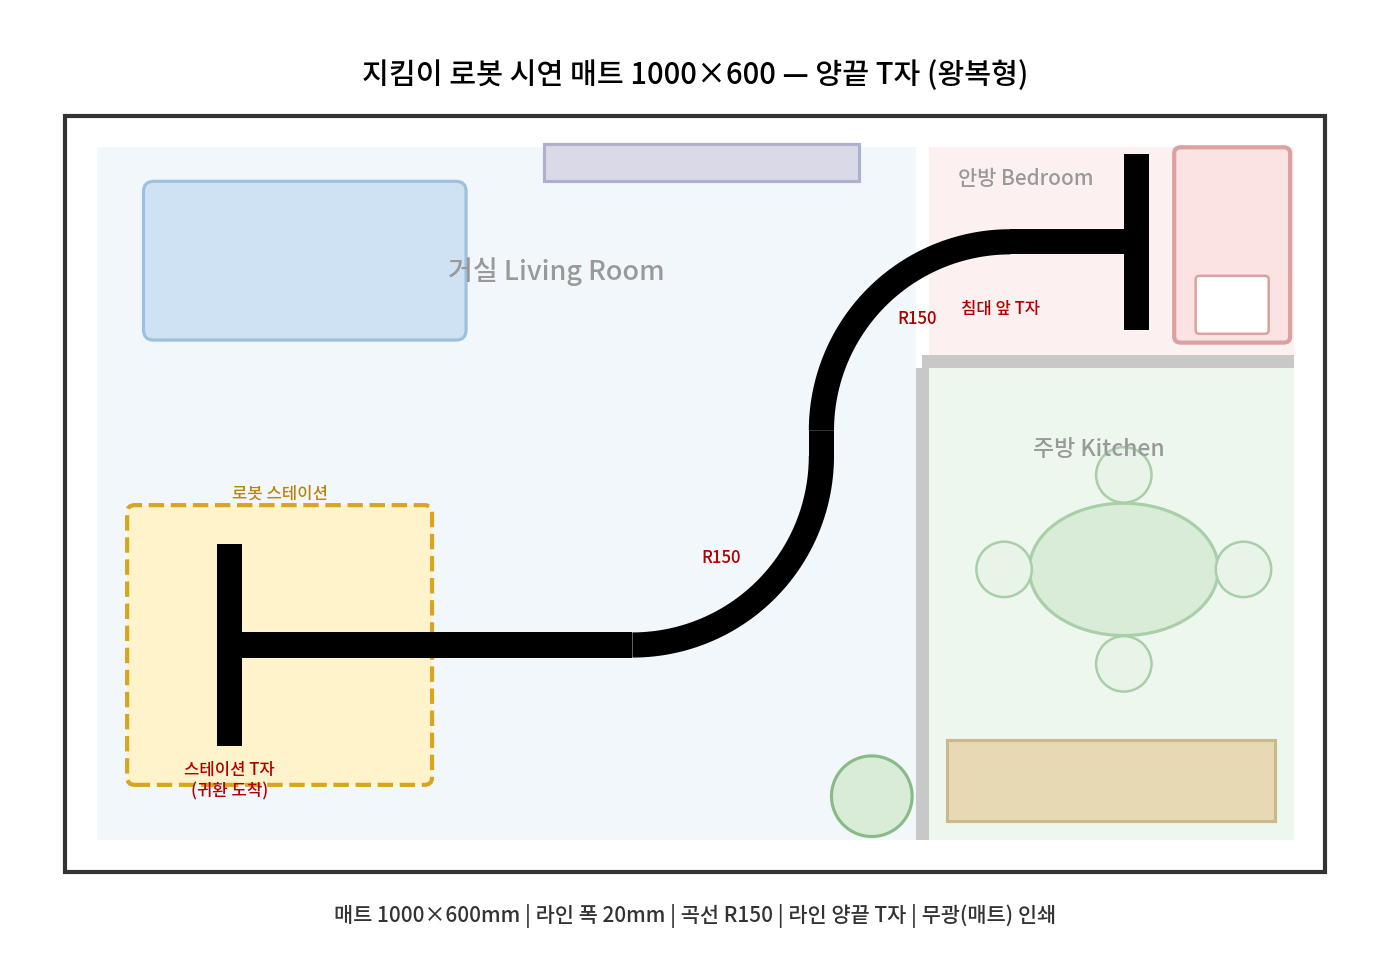 지킴이 로봇 시연 매트 1000×600 — 양끝 T자 (왕복형)
안방 Bedroom
거실 Living Room
침대 앞 T자
R150
주방 Kitchen
로봇 스테이션
R150
스테이션 T자
(귀환 도착)
매트 1000×600mm | 라인 폭 20mm | 곡선 R150 | 라인 양끝 T자 | 무광(매트) 인쇄